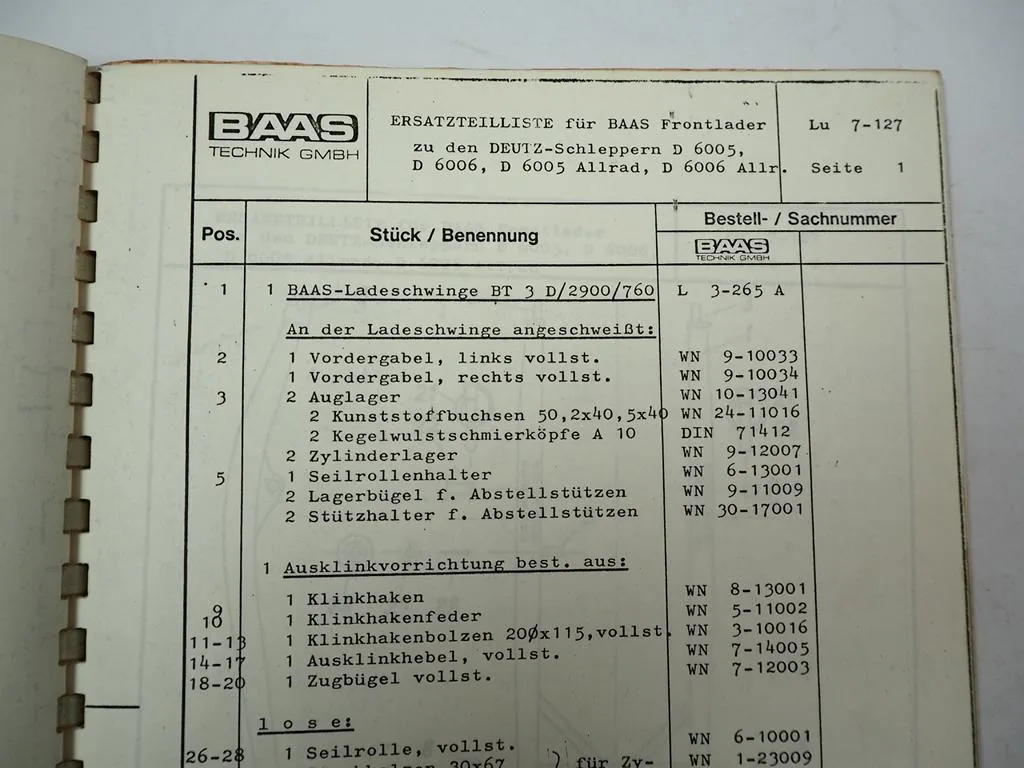 BAAS
TECHNIK GMBH
ERSATZTEILLISTE für BAAS Frontlader
zu den DEUTZ-Schleppern D 6005,
D 6006, D 6005 Allrad, D 6006 Allr.
Lu 7-127
Seite 1
Pos. Stück / Benennung Bestell- / Sachnummer
BAAS
TECHNIK GMBH
1 1 BAAS-Ladeschwinge BT 3 D/2900/760 L 3-265 A
An der Ladeschwinge angeschweißt:
2 1 Vordergabel, links vollst. WN 9-10033
1 Vordergabel, rechts vollst. WN 9-10034
3 2 Auglager WN 10-13041
2 Kunststoffbuchsen 50,2x40,5x40 WN 24-11016
2 Kegelwulstschmierköpfe A 10 DIN 71412
2 Zylinderlager WN 9-12007
5 1 Seilrollenhalter WN 6-13001
2 Lagerbügel f. Abstellstützen WN 9-11009
2 Stützhalter f. Abstellstützen WN 30-17001
1 Ausklinkvorrichtung best. aus:
1 Klinkhaken WN 8-13001
9 1 Klinkhakenfeder WN 5-11002
10
11-13 1 Klinkhakenbolzen 20øx115,vollst. WN 3-10016
14-17 1 Ausklinkhebel, vollst. WN 7-14005
18-20 1 Zugbügel vollst. WN 7-12003
l o s e:
26-28 1 Seilrolle, vollst. WN 6-10001
30x67 ) für Zy- WN 1-23009